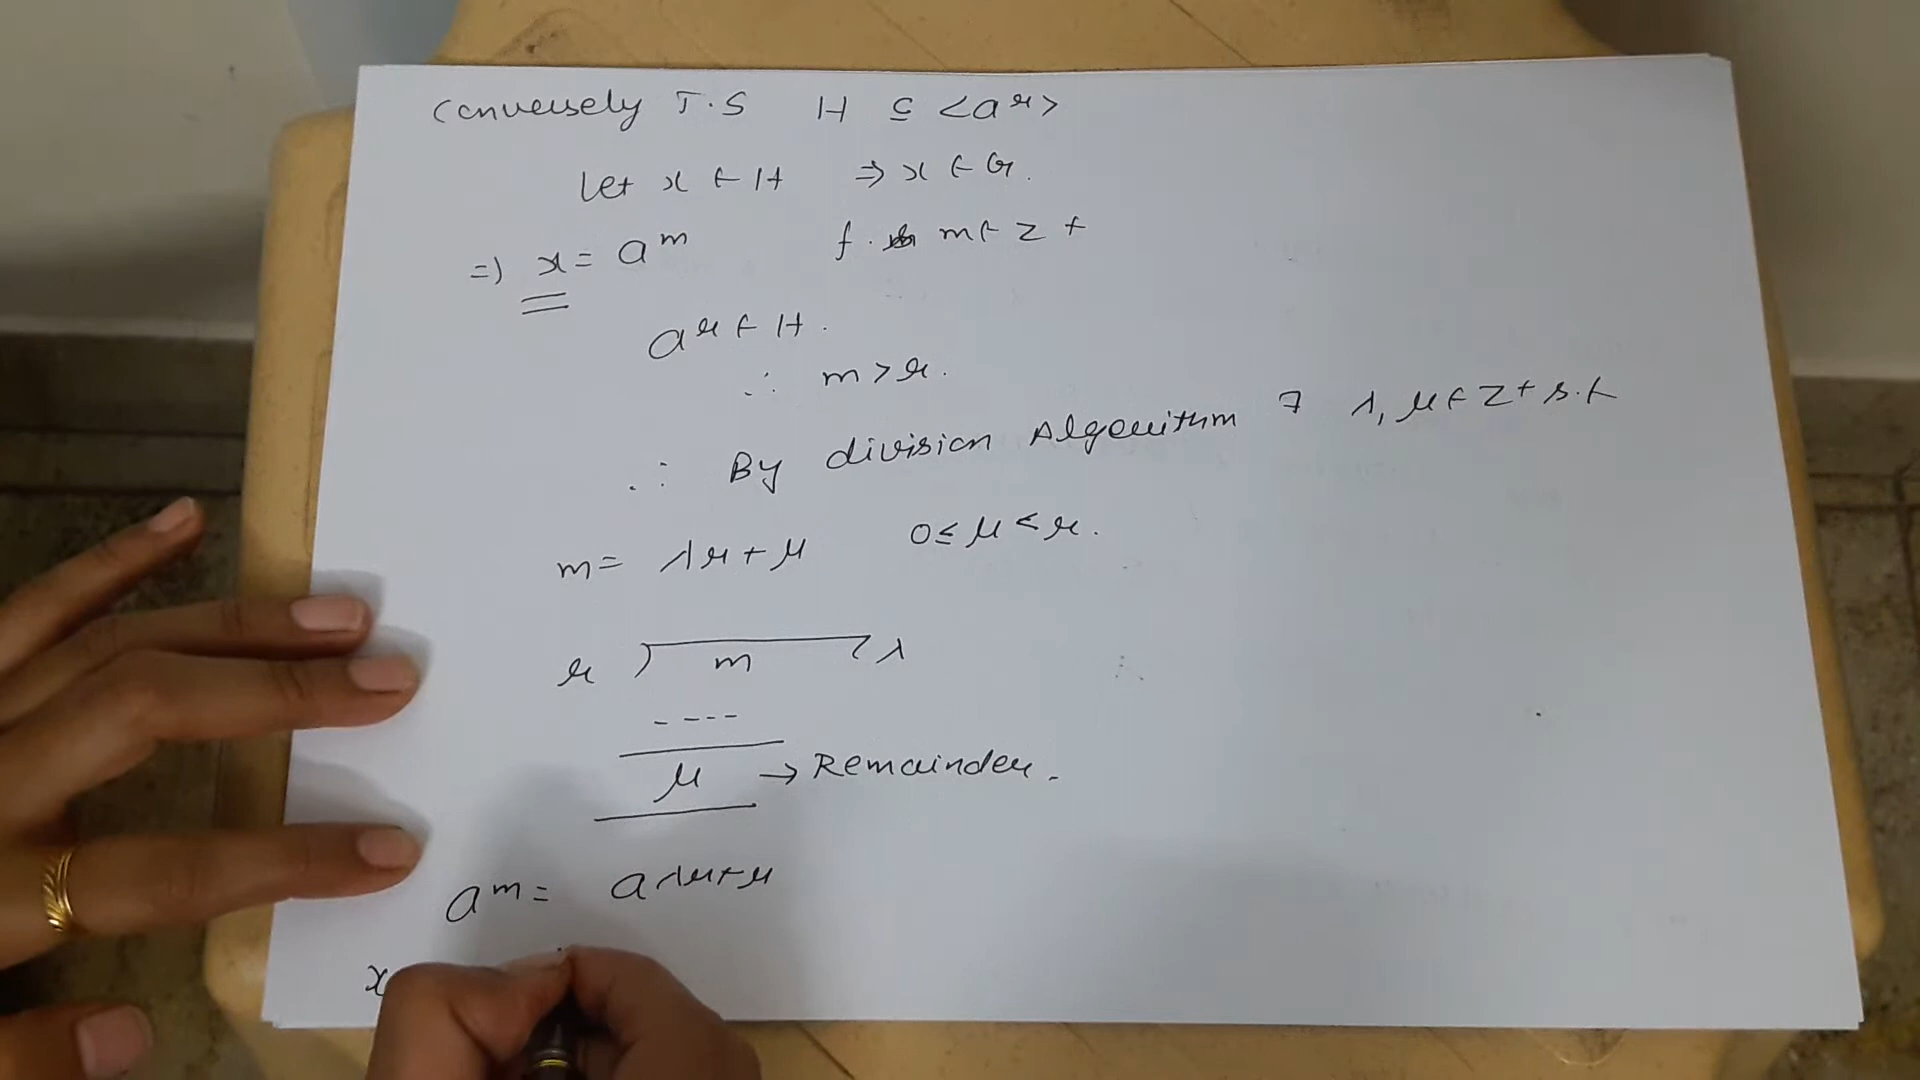 Conversely T.S H ⊆ <a^r>
Let x ∈ H ⇒ x ∈ G.
⇒ x = a^m f. m ∈ Z+
a^r ∈ H.
∴ m > r.
∴ By division Algorithm ∃ λ, μ ∈ Z+ s.t
m = λr + μ 0 ≤ μ < r.
r ) m ( λ
----
μ → Remainder.
a^m = a^λr+μ
x